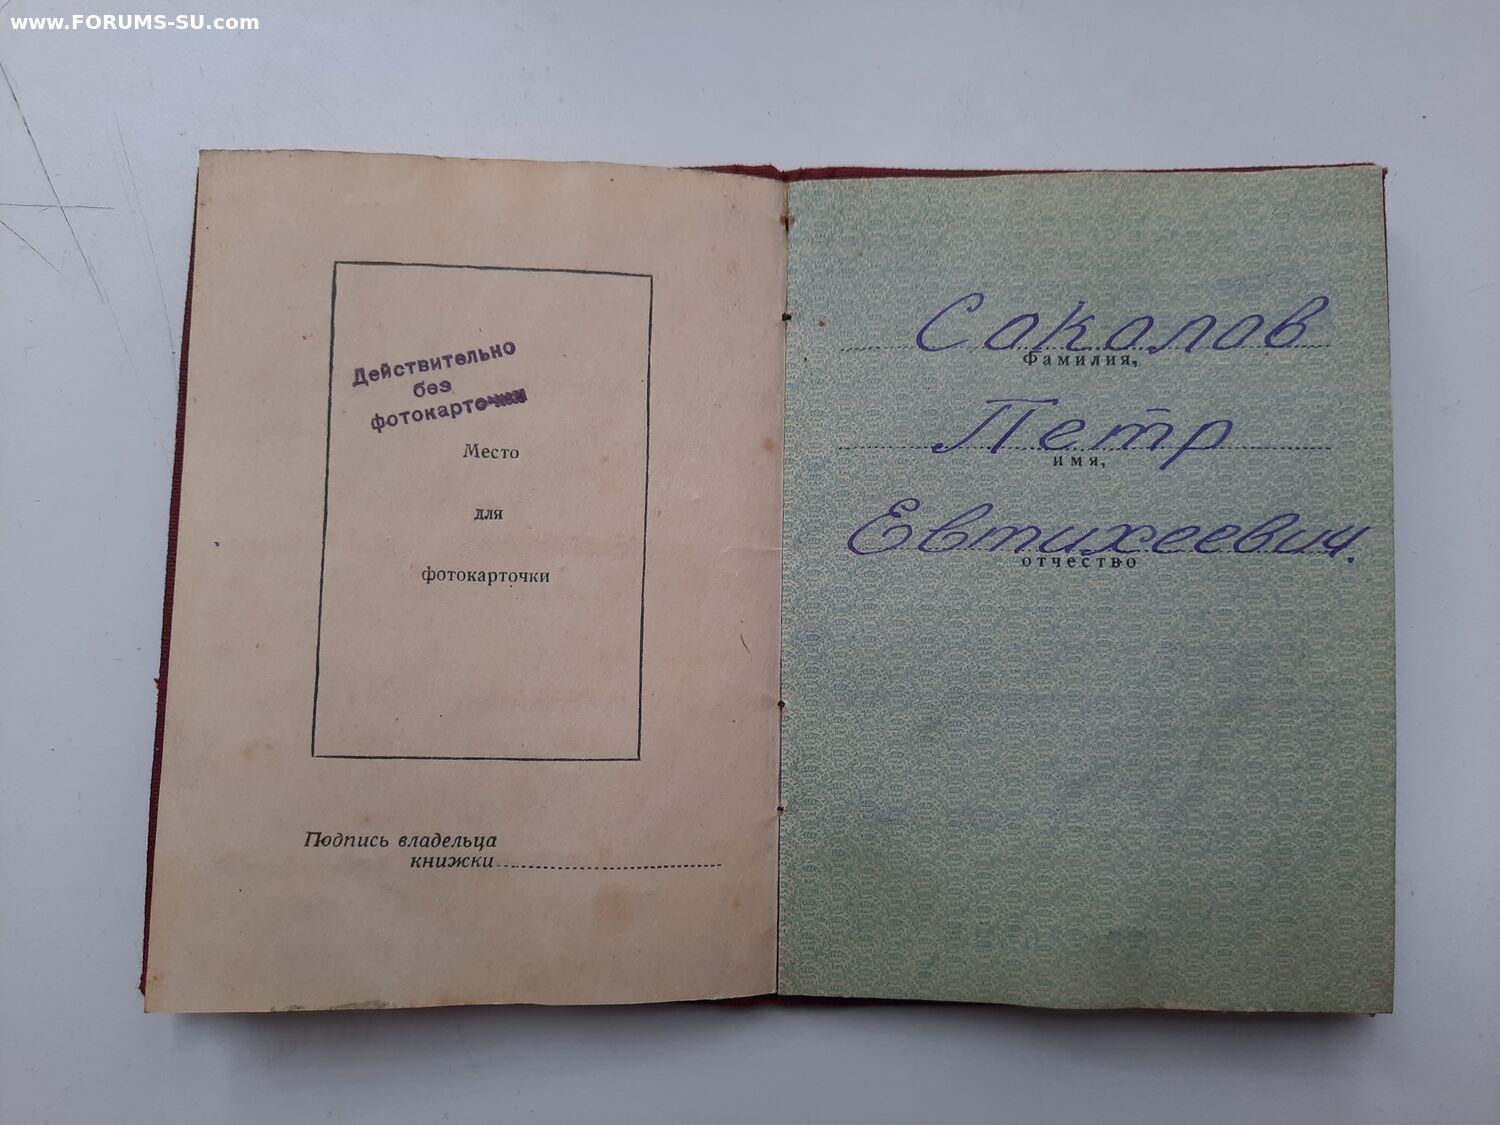 www.FORUMS-SU.com
Действительно
без
фотокарточки
Место
для
фотокарточки
Подпись владельца
книжки
Соколов
Фамилия,
Петр
имя,
Евтихеевич.
отчество